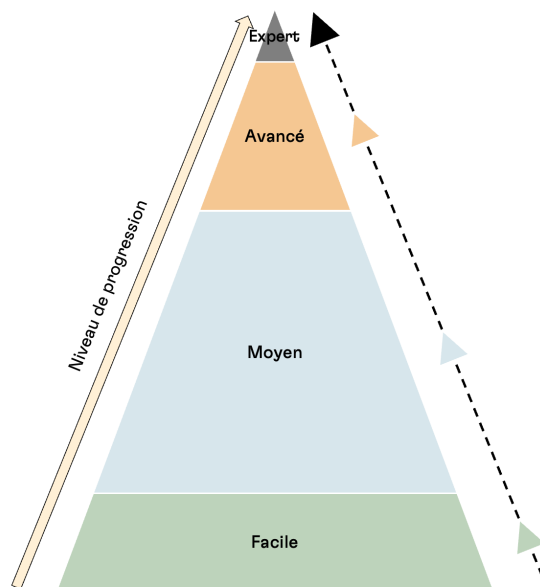 Expert
Avancé
Niveau de progression
Moyen
Facile